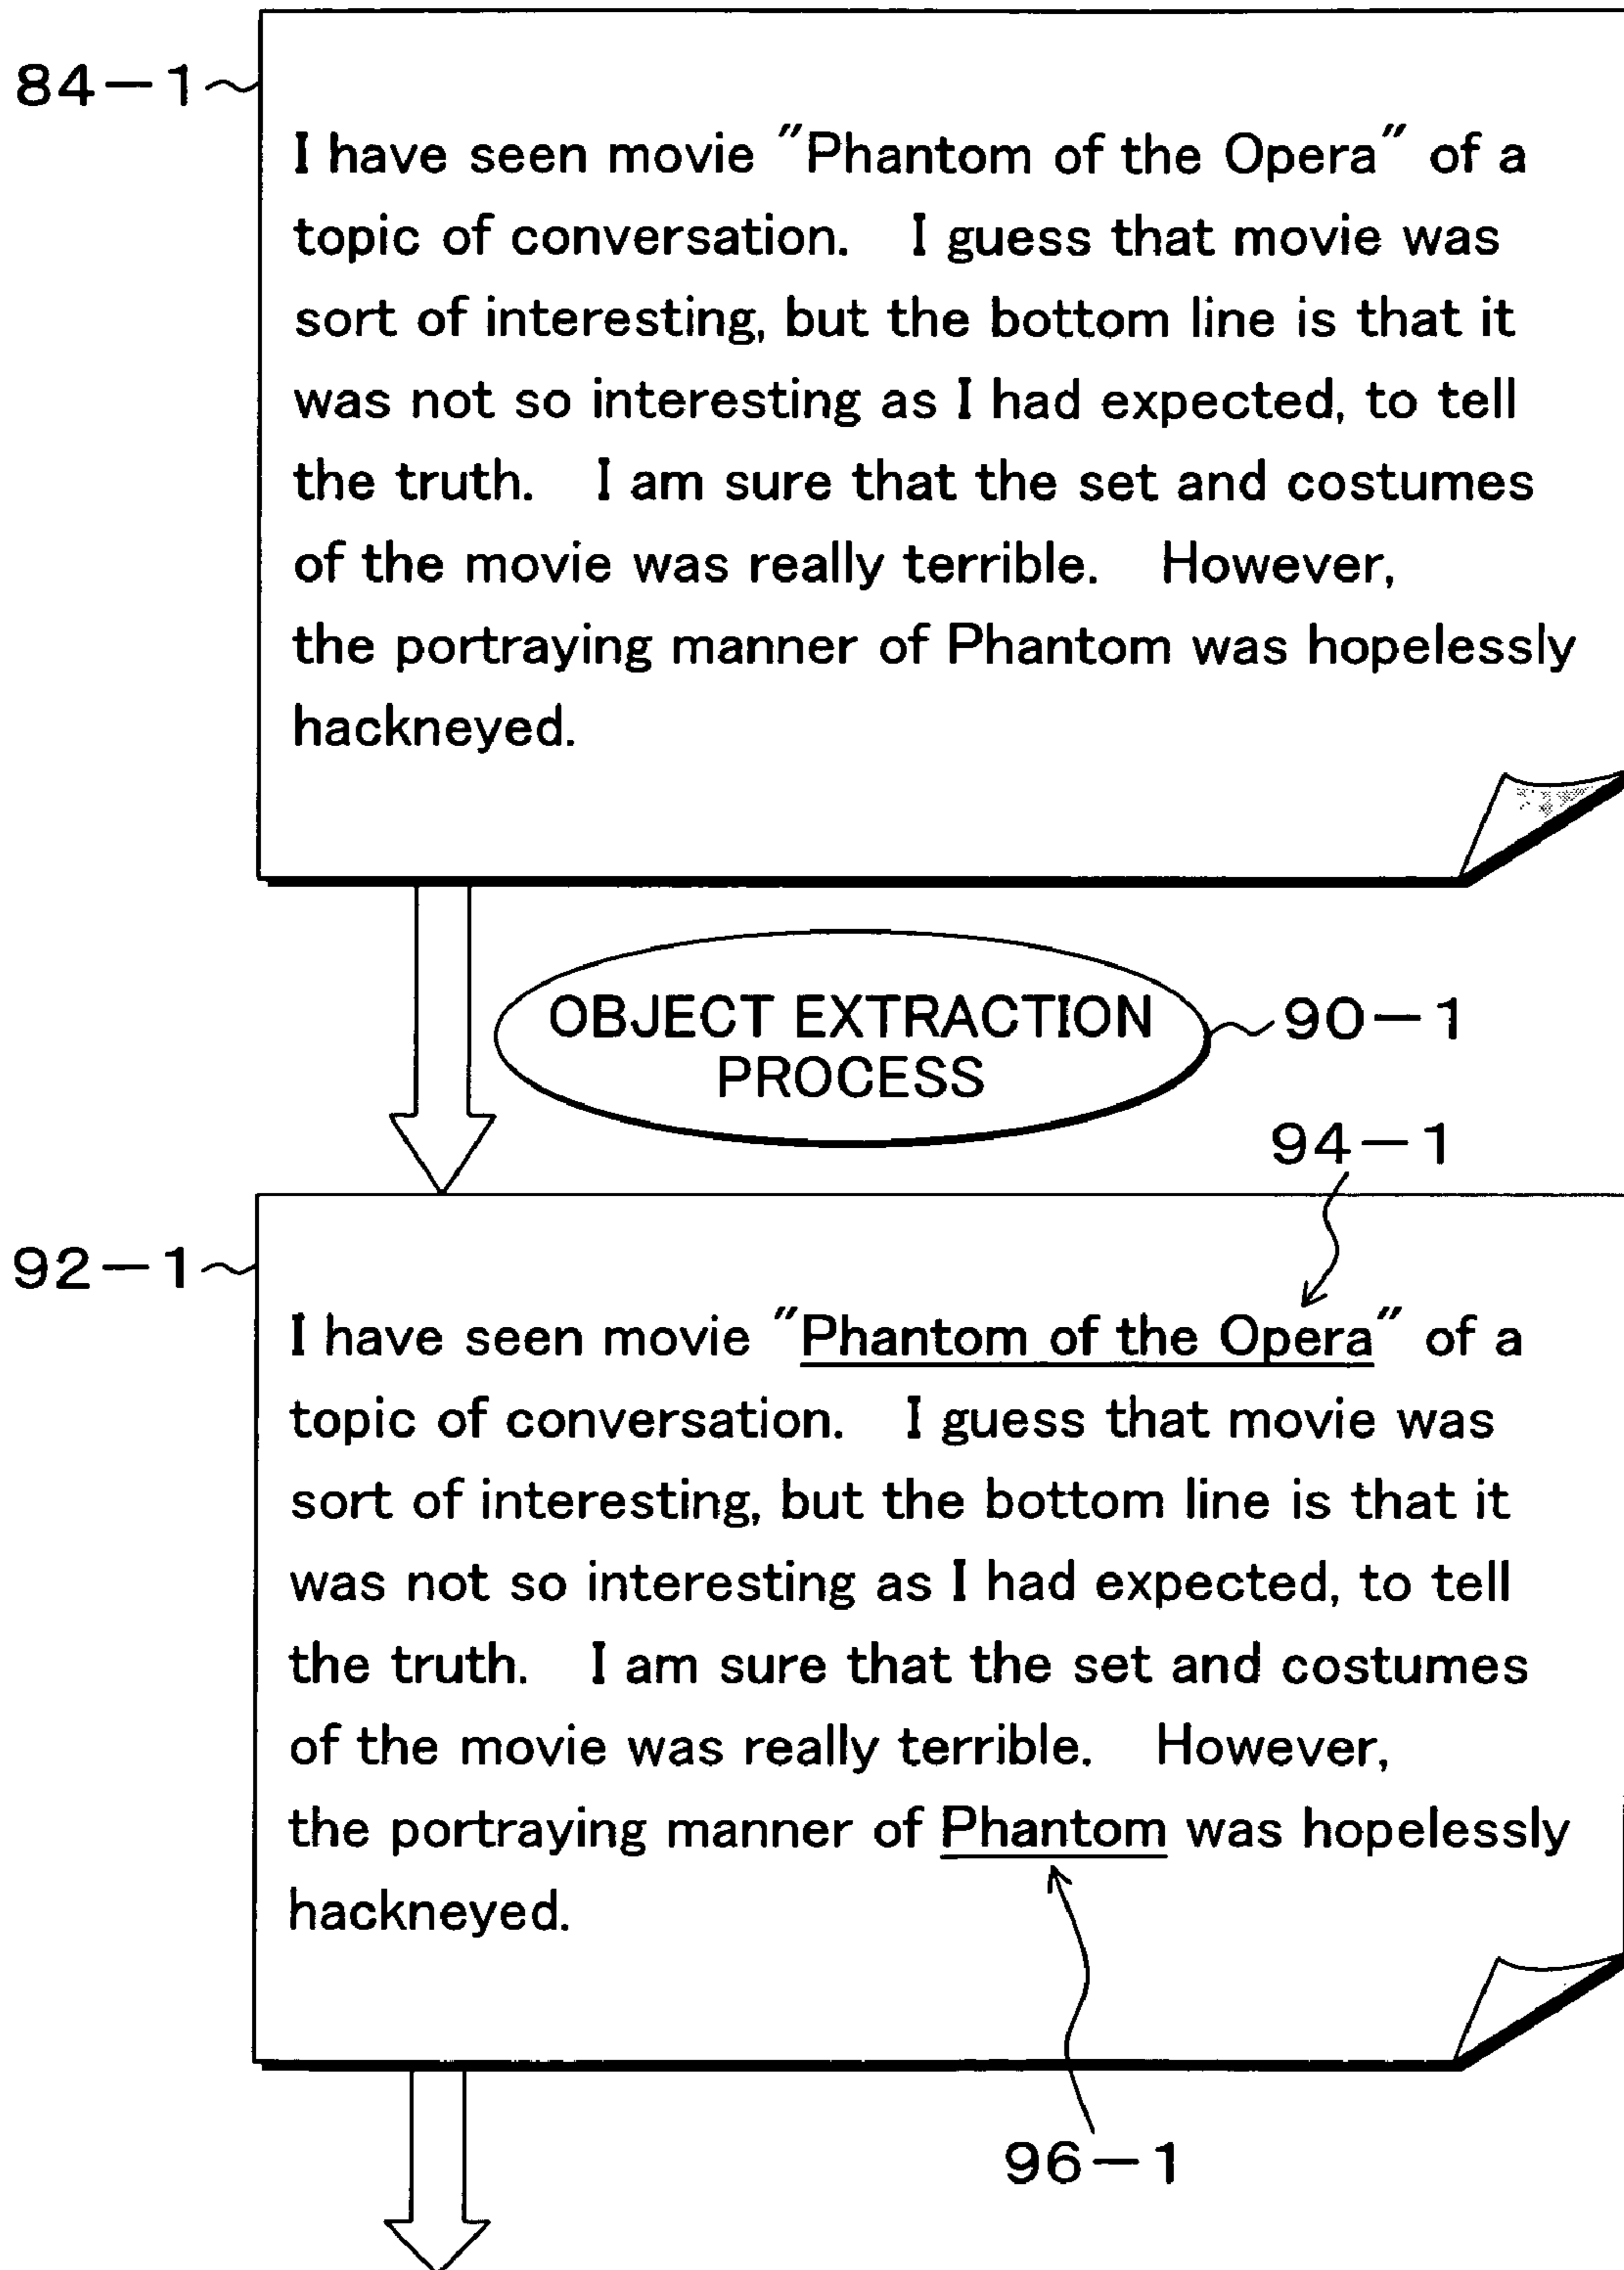 84-1
I have seen movie "Phantom of the Opera" of a
topic of conversation. I guess that movie was
sort of interesting, but the bottom line is that it
was not so interesting as I had expected, to tell
the truth. I am sure that the set and costumes
of the movie was really terrible. However,
the portraying manner of Phantom was hopelessly
hackneyed.
OBJECT EXTRACTION
PROCESS
90-1
94-1
92-1
I have seen movie "Phantom of the Opera" of a
topic of conversation. I guess that movie was
sort of interesting, but the bottom line is that it
was not so interesting as I had expected, to tell
the truth. I am sure that the set and costumes
of the movie was really terrible. However,
the portraying manner of Phantom was hopelessly
hackneyed.
96-1